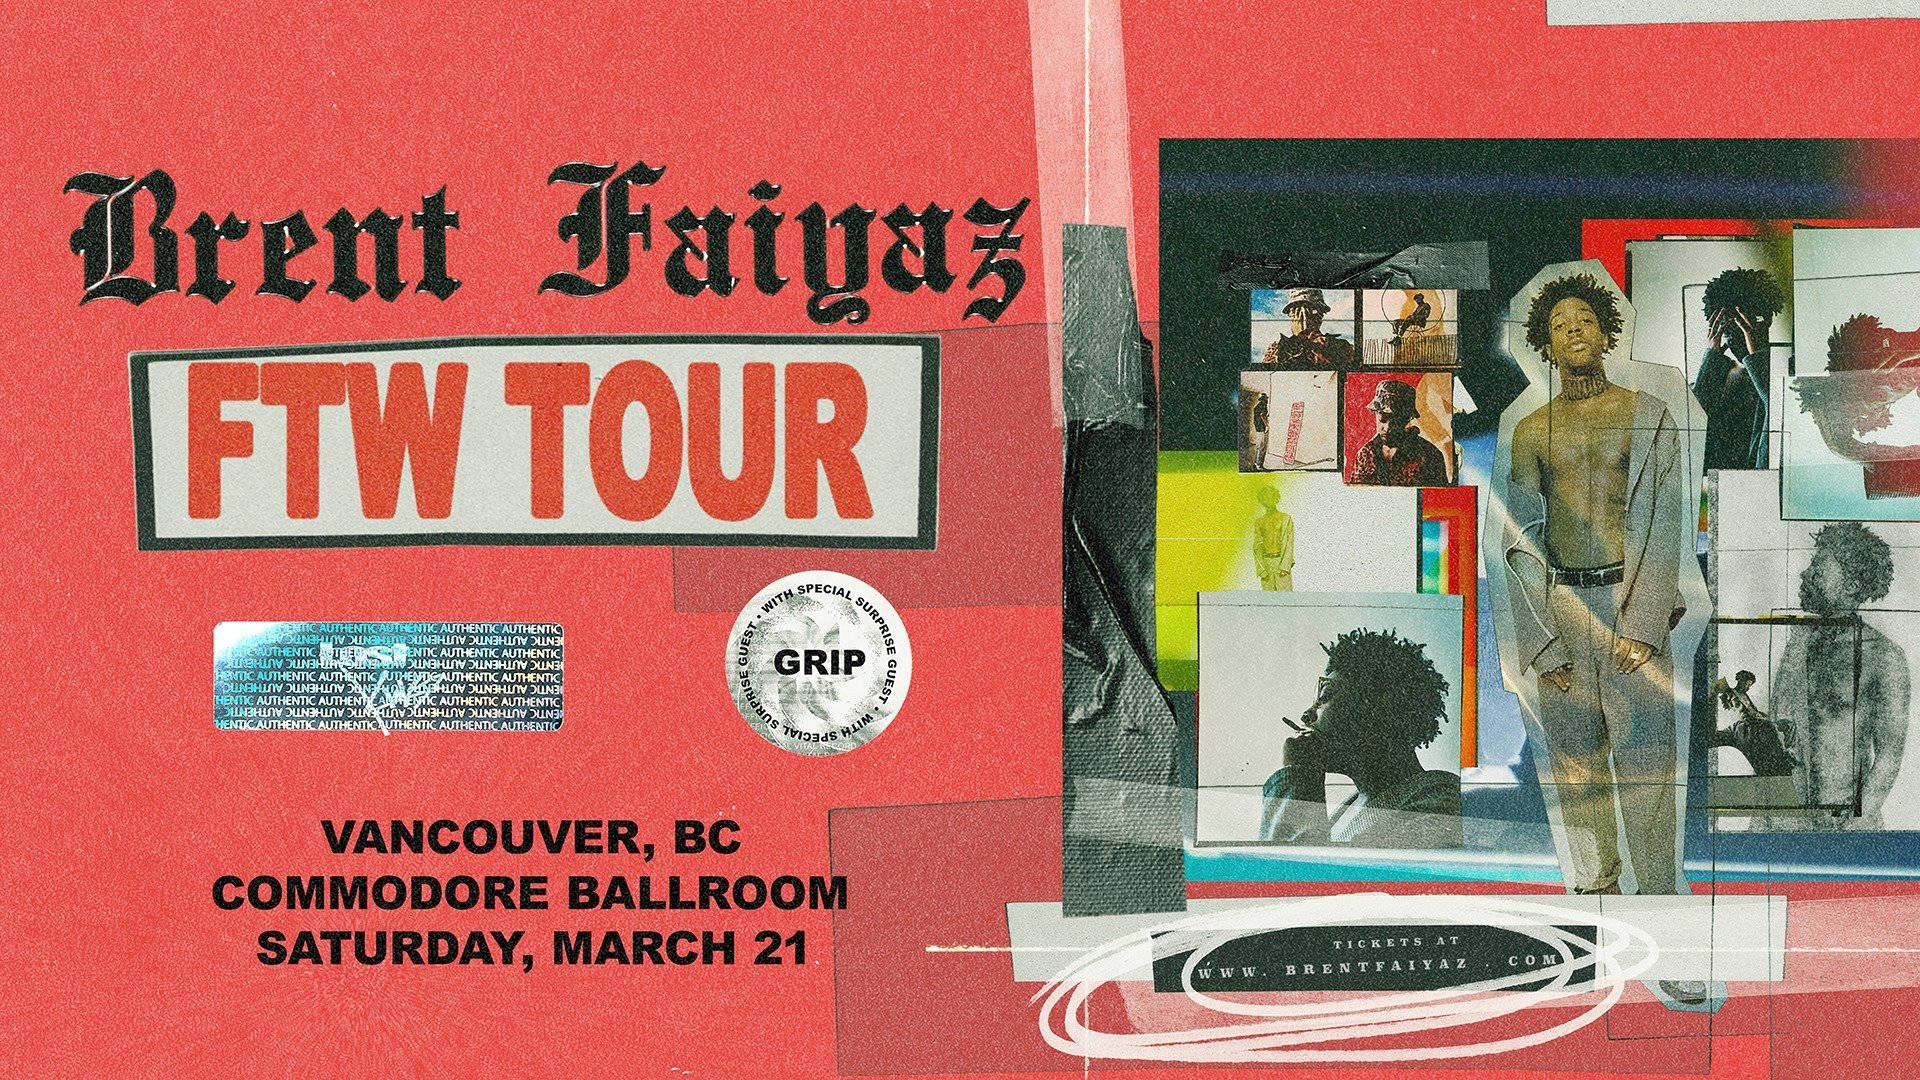 Brent Faiyaz
FTW TOUR
AUTHENTIC AUTHENTIC AUTHENTIC AUTHENTIC
WITH SPECIAL SURPRISE GUEST • WITH SPECIAL SURPRISE GUEST •
GRIP
VANCOUVER, BC
COMMODORE BALLROOM
SATURDAY, MARCH 21
TICKETS AT
WWW. BRENTFAIYAZ . COM